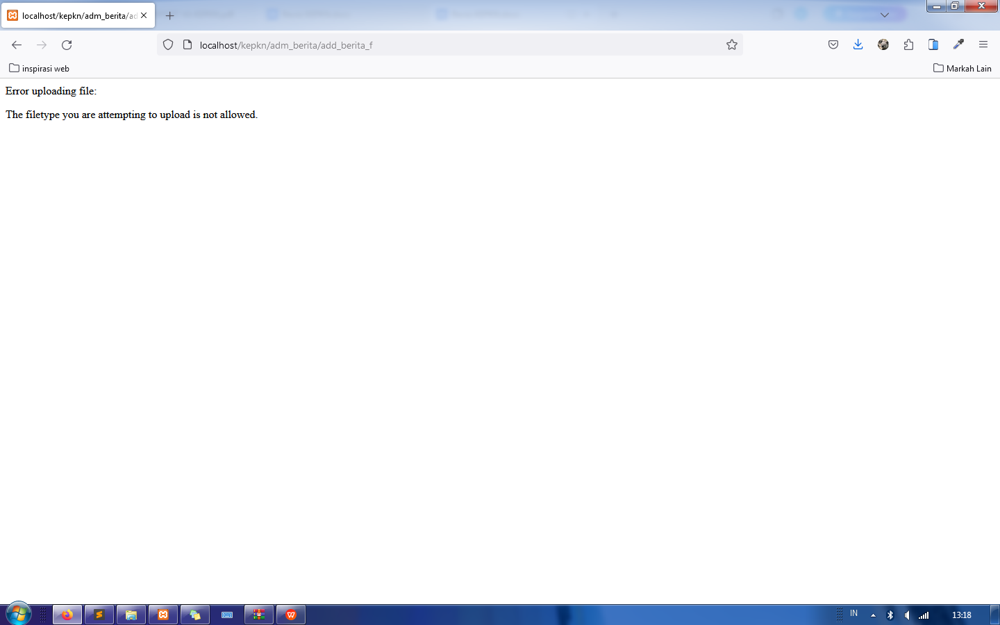 localhost/kepkn/adm_berita/ad
localhost/kepkn/adm_berita/add_berita_f
inspirasi web
Markah Lain
Error uploading file:
The filetype you are attempting to upload is not allowed.
IN
13:18